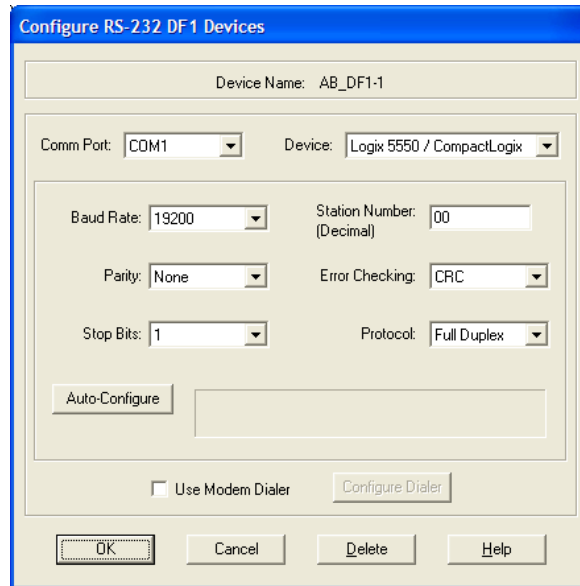 Configure RS-232 DF1 Devices
Device Name: AB_DF1-1
Comm Port: COM1 Device: Logix 5550 / CompactLogix
Baud Rate: 19200 Station Number: 00
(Decimal)
Parity: None Error Checking: CRC
Stop Bits: 1 Protocol: Full Duplex
Auto-Configure
Use Modem Dialer Configure Dialer
OK Cancel Delete Help